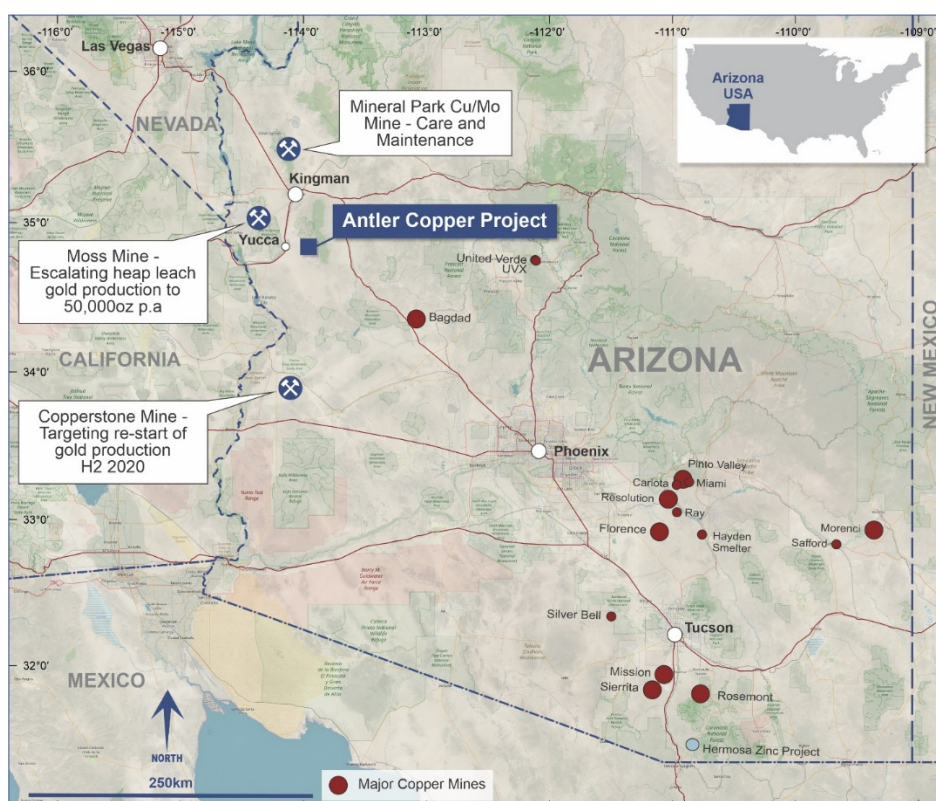 -116°0' -115°0' -114°0' -113°0' -112°0' -111°0' -110°0' -109°0'
36°0'
35°0'
34°0'
33°0'
32°0'
Las Vegas
NEVADA
Mineral Park Cu/Mo
Mine - Care and
Maintenance
Arizona
USA
Kingman
Antler Copper Project
Yucca
Moss Mine -
Escalating heap leach
gold production to
50,000oz p.a
United Verde
UVX
Bagdad
CALIFORNIA
ARIZONA
NEW MEXICO
Copperstone Mine -
Targeting re-start of
gold production
H2 2020
Phoenix
Pinto Valley
Cariota
Miami
Resolution
Ray
Florence
Hayden
Smelter
Morenci
Safford
Silver Bell
Tucson
Mission
Sierrita
Rosemont
Hermosa Zinc Project
MEXICO
NORTH
250km
Major Copper Mines